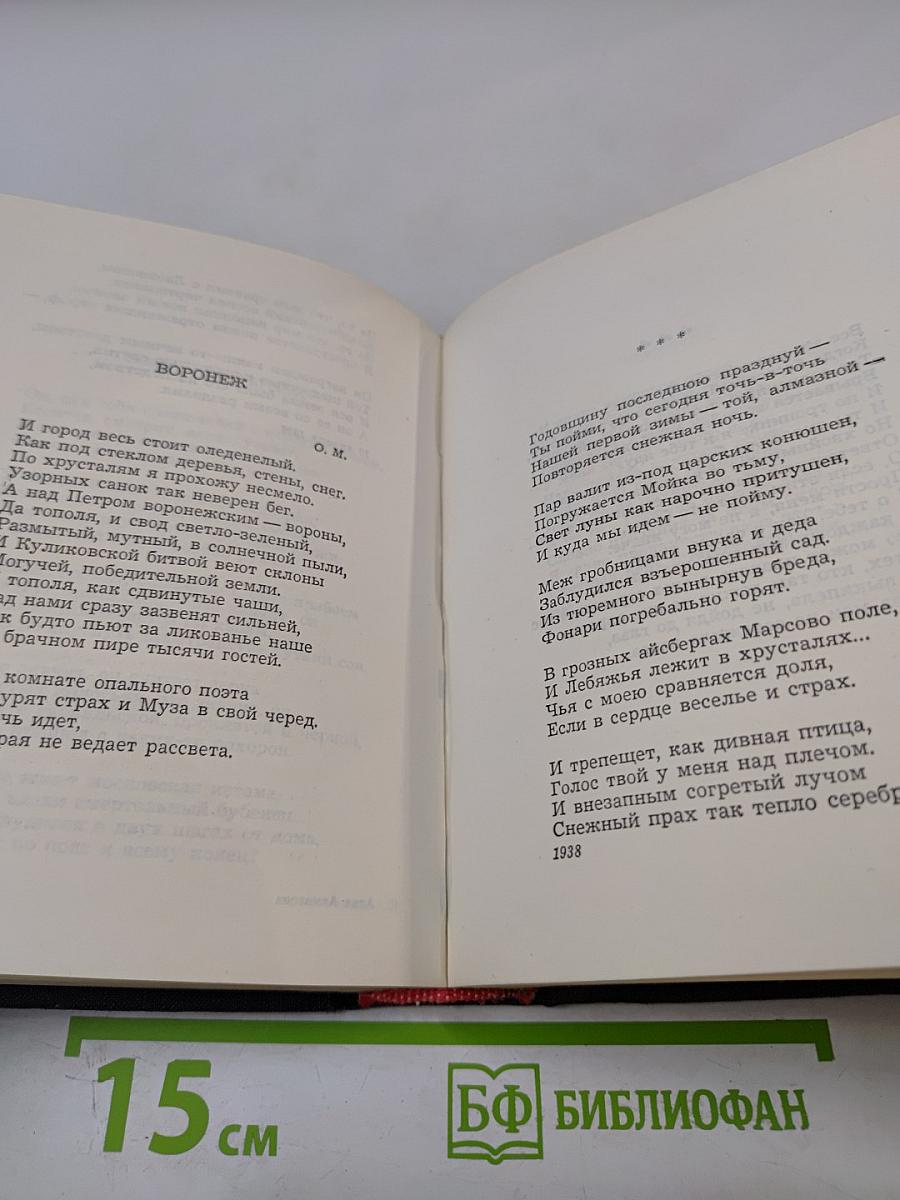 ВОРОНЕЖ
О. М.
И город весь стоит оледенелый.
Как под стеклом деревья, стены, снег.
По хрусталям я прохожу несмело.
Узорных санок так неверен бег.
А над Петром воронежским — вороны,
Да тополя, и свод светло-зеленый,
Размытый, мутный, в солнечной пыли,
И Куликовской битвой веют склоны
Могучей, победительной земли.
тополя, как сдвинутые чаши,
ад нами сразу зазвенят сильней,
к будто пьют за ликованье наше
брачном пире тысячи гостей.
комнате опального поэта
урят страх и Муза в свой черед.
чь идет,
рая не ведает рассвета.
* * *
Годовщину последнюю празднуй —
Ты пойми, что сегодня точь-в-точь
Нашей первой зимы — той, алмазной —
Повторяется снежная ночь.
Пар валит из-под царских конюшен,
Погружается Мойка во тьму,
Свет луны как нарочно притушен,
И куда мы идем — не пойму.
Меж гробницами внука и деда
Заблудился взъерошенный сад.
Из тюремного вынырнув бреда,
Фонари погребально горят.
В грозных айсбергах Марсово поле,
И Лебяжья лежит в хрусталях...
Чья с моею сравняется доля,
Если в сердце веселье и страх.
И трепещет, как дивная птица,
Голос твой у меня над плечом.
И внезапным согретый лучом
Снежный прах так тепло серебр
1938
15 см
БФ БИБЛИОФАН